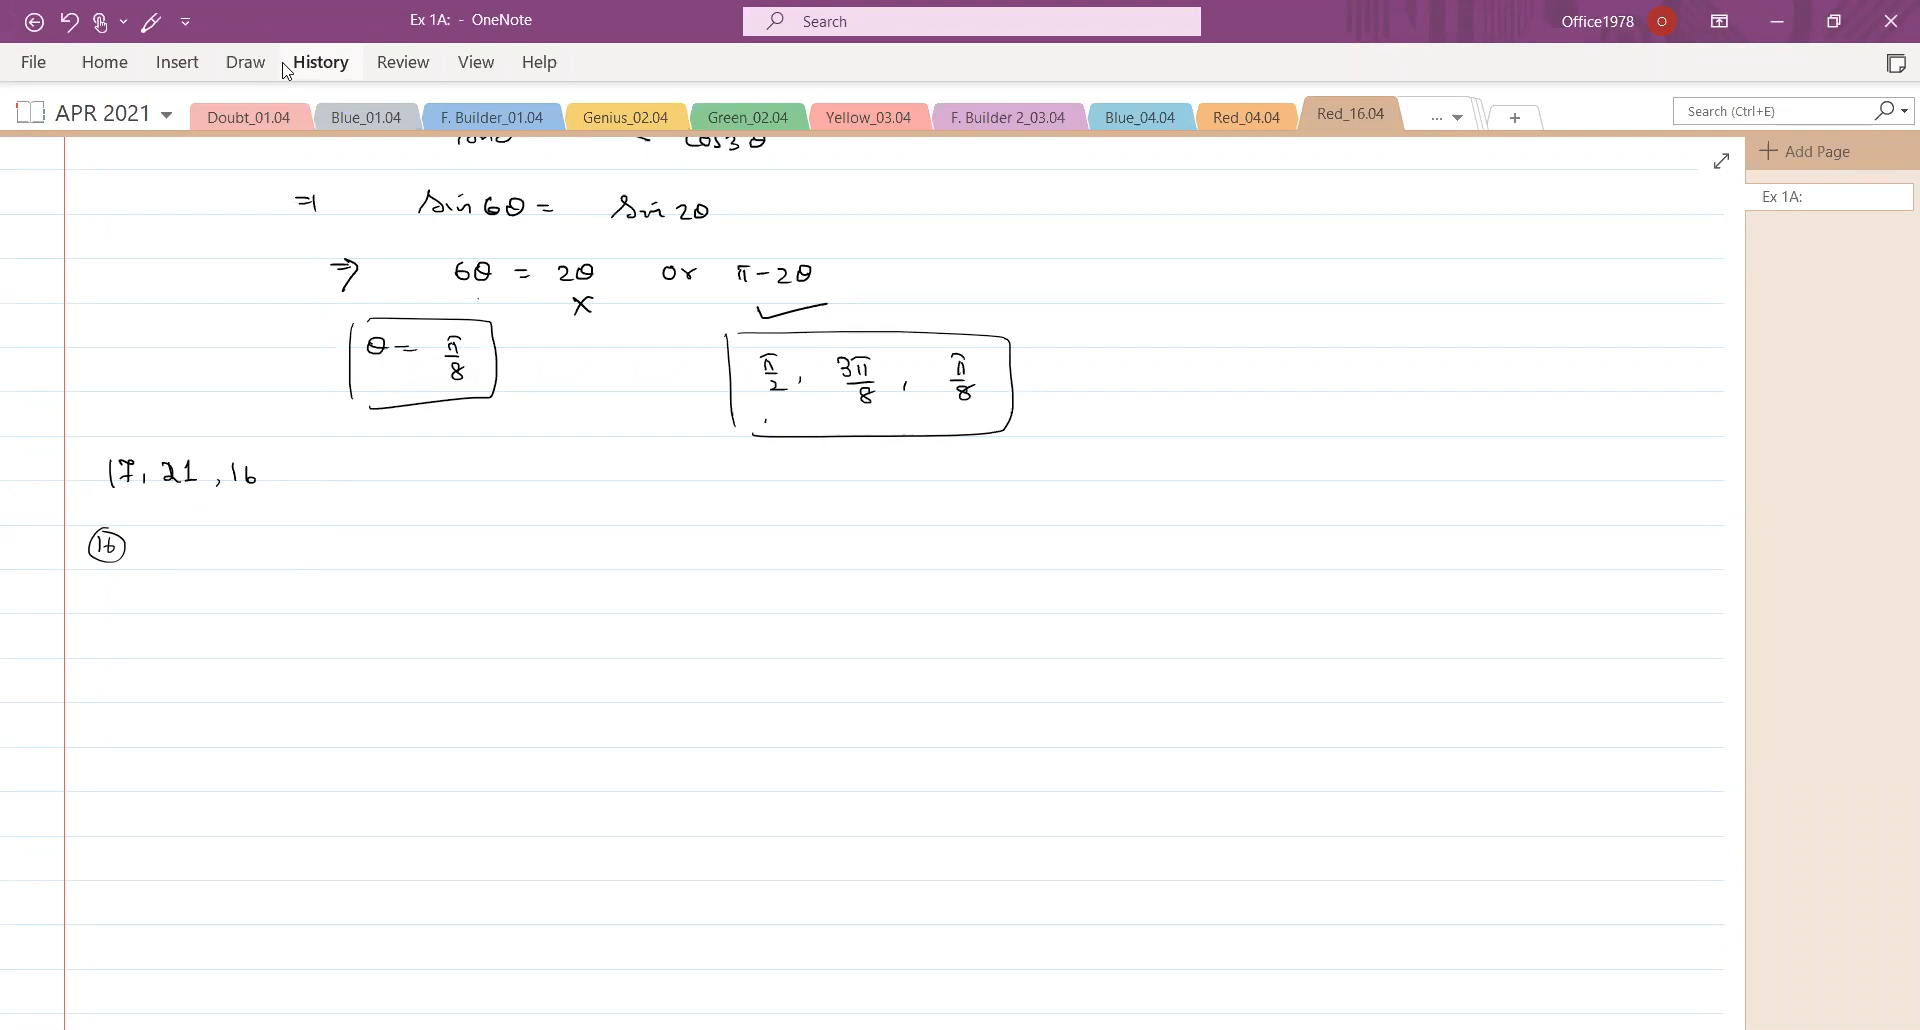 Ex 1A: - OneNote
Search
Office1978
O
File Home Insert Draw History Review View Help
APR 2021
Doubt_01.04 Blue_01.04 F. Builder_01.04 Genius_02.04 Green_02.04 Yellow_03.04 F. Builder 2_03.04 Blue_04.04 Red_04.04 Red_16.04 ... +
Search (Ctrl+E)
Add Page
Ex 1A:
cos3θ
⇒ sin 6θ = sin 2θ
⇒ 6θ = 2θ or π - 2θ
× ✓
θ = π/8
π/2, 3π/8, π/8
17, 21, 16
16